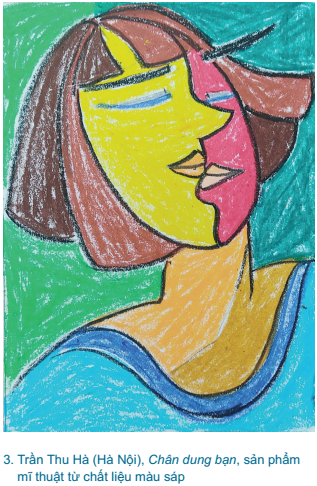 3. Trần Thu Hà (Hà Nội), Chân dung bạn, sản phẩm
mĩ thuật từ chất liệu màu sáp